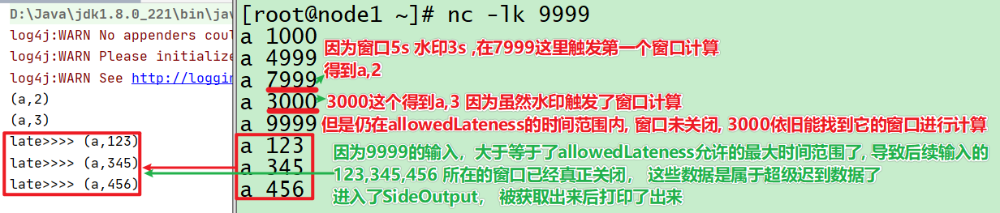 D:\Java\jdk1.8.0_221\bin\jav
log4j:WARN No appenders coul
log4j:WARN Please initialize
log4j:WARN See http://loggin
(a,2)
(a,3)
late>>>> (a,123)
late>>>> (a,345)
late>>>> (a,456)
[root@node1 ~]# nc -lk 9999
a 1000
a 4999
a 7999
a 3000
a 9999
a 123
a 345
a 456
因为窗口5s 水印3s ,在7999这里触发第一个窗口计算
得到a,2
3000这个得到a,3 因为虽然水印触发了窗口计算
但是仍在allowedLateness的时间范围内, 窗口未关闭, 3000依旧能找到它的窗口进行计算
因为9999的输入，大于等于了allowedLateness允许的最大时间范围了, 导致后续输入的
123,345,456 所在的窗口已经真正关闭， 这些数据是属于超级迟到数据了
进入了SideOutput， 被获取出来后打印了出来